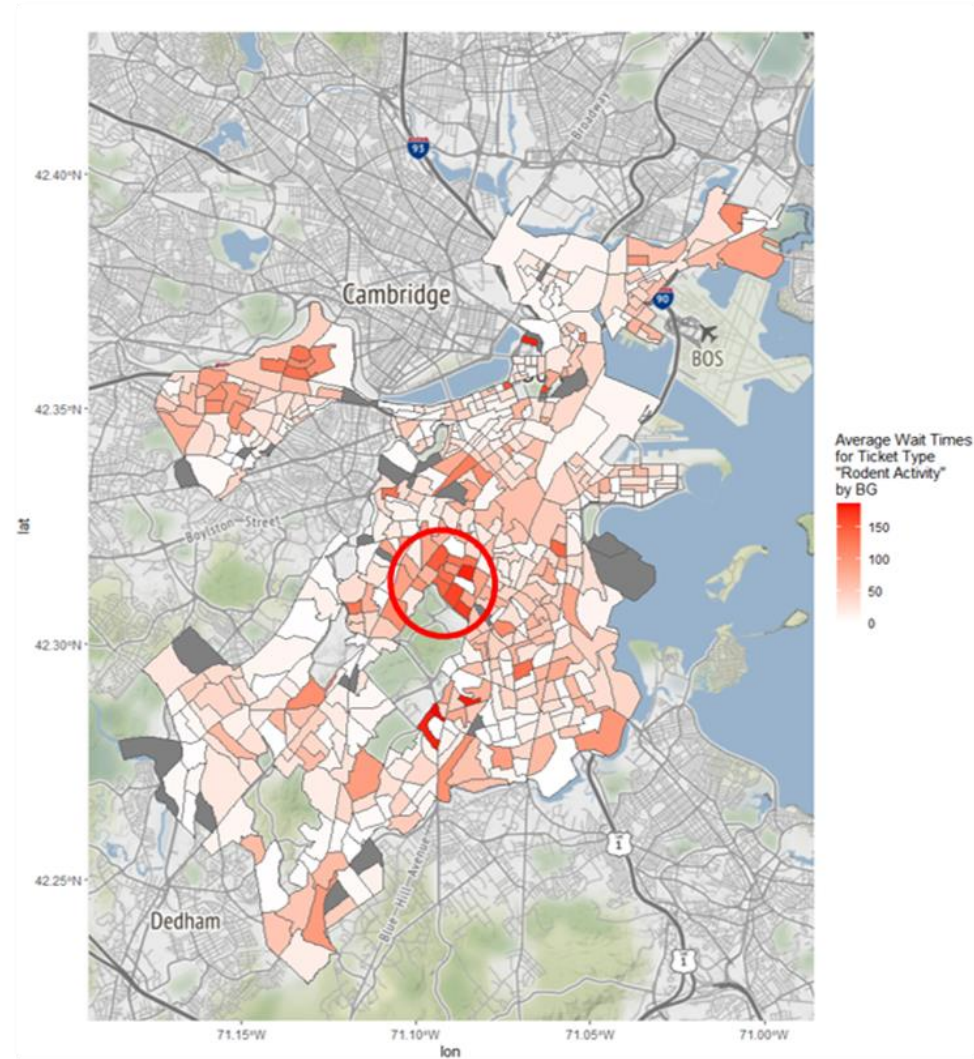 93
Broadway
42.40°N
Cambridge
90
BOS
42.35°N
Average Wait Times
for Ticket Type
"Rodent Activity"
by BG
150
100
50
0
lat
Boylston Street
42.30°N
1
42.25°N
Blue Hill Avenue
Dedham
1
71.15°W
71.10°W
71.05°W
71.00°W
lon